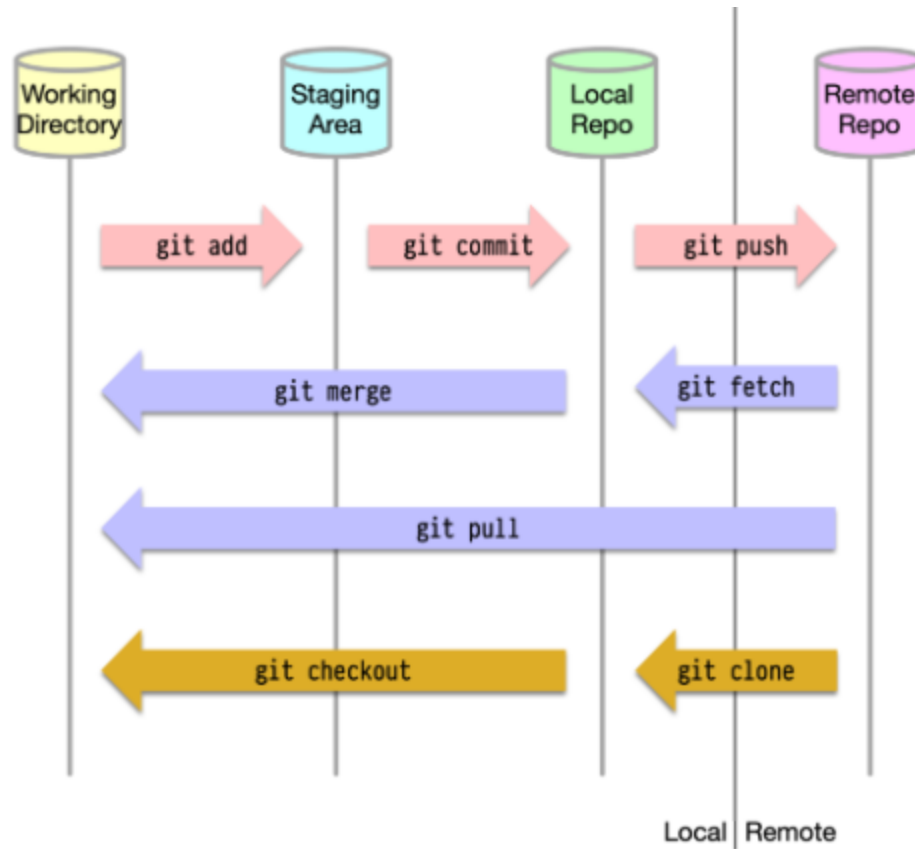 Working
Directory
Staging
Area
Local
Repo
Remote
Repo
git add
git commit
git push
git merge
git fetch
git pull
git checkout
git clone
Local
Remote